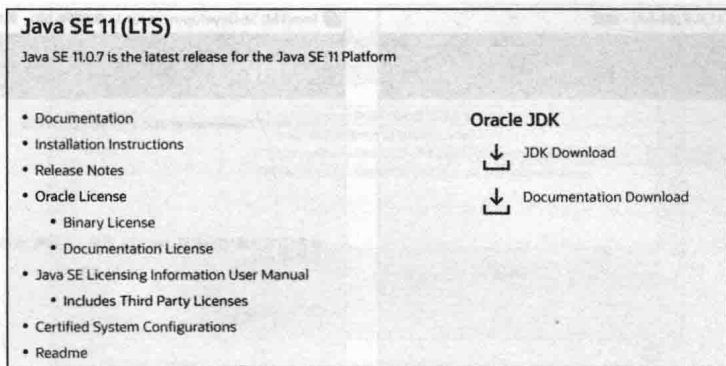 Java SE 11 (LTS)
Java SE 11.0.7 is the latest release for the Java SE 11 Platform
• Documentation
• Installation Instructions
• Release Notes
• Oracle License
• Binary License
• Documentation License
• Java SE Licensing Information User Manual
• Includes Third Party Licenses
• Certified System Configurations
• Readme
Oracle JDK
JDK Download
Documentation Download